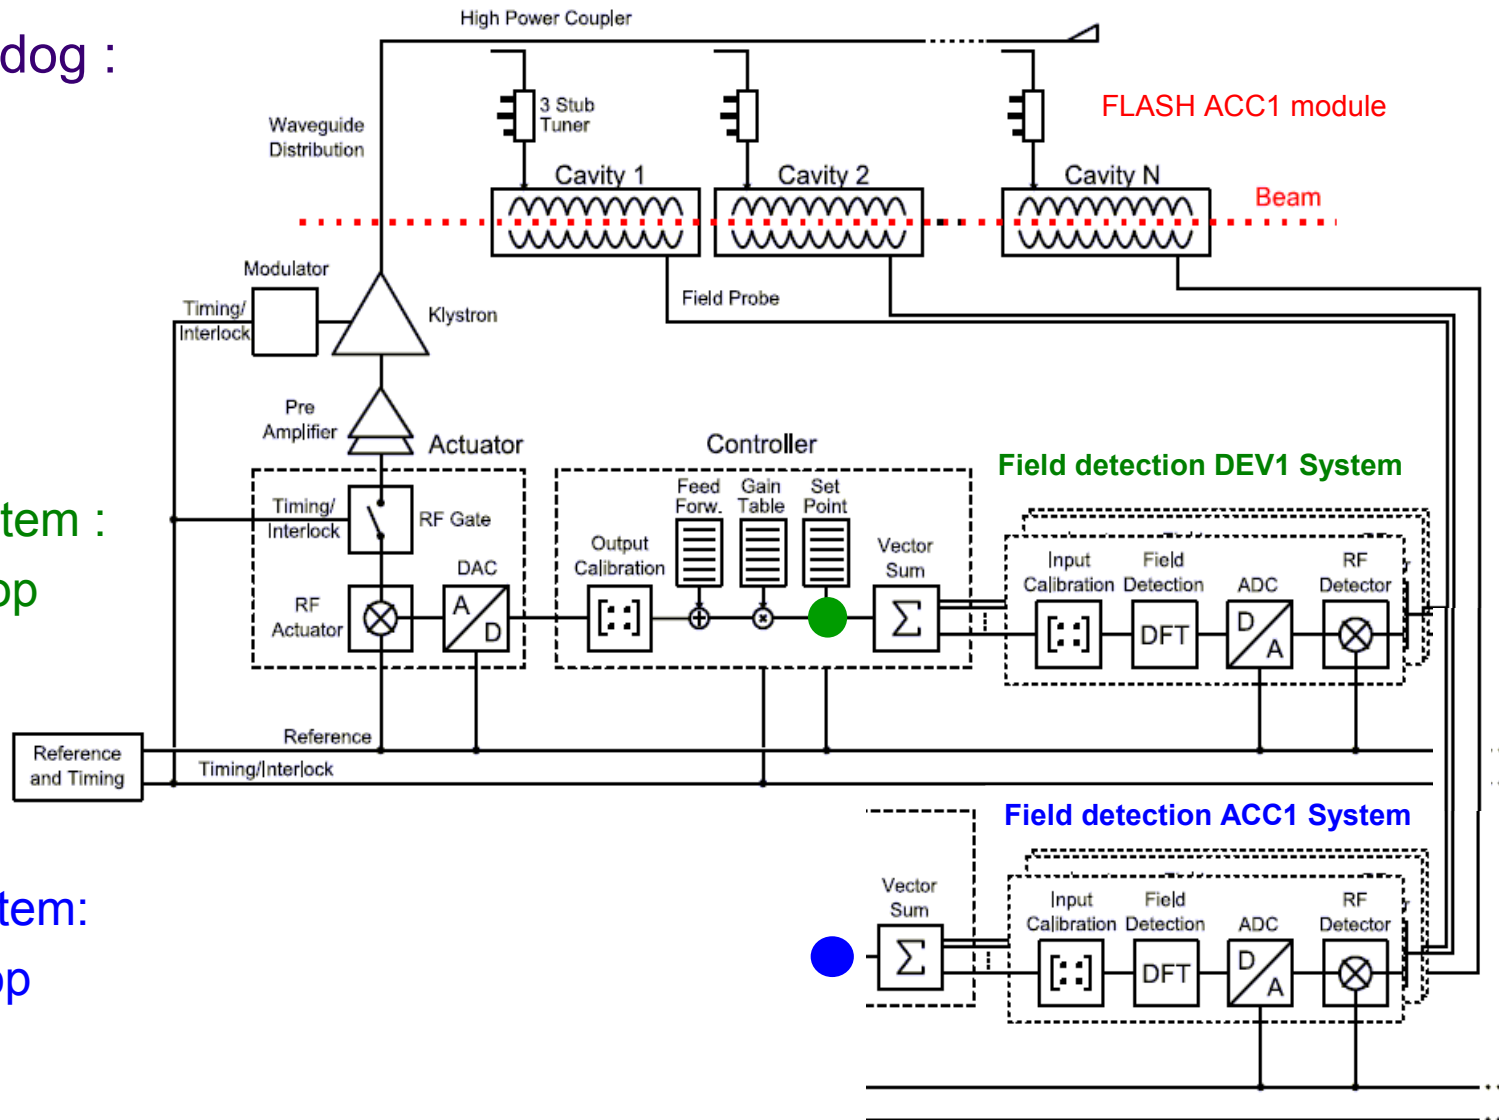 High Power Coupler
dog :
3 Stub
Tuner
FLASH ACC1 module
Waveguide
Distribution
Cavity 1
Cavity 2
Cavity N
Beam
Modulator
Timing/
Interlock
Klystron
Field Probe
Pre
Amplifier
Actuator
Controller
Field detection DEV1 System
Timing/
Interlock
RF Gate
Feed
Forw.
Gain
Table
Set
Point
tem :
Output
Calibration
Vector
Sum
Input
Calibration
Field
Detection
ADC
RF
Detector
DAC
op
RF
Actuator
A
D
Σ
DFT
D
A
Reference
and Timing
Reference
Timing/Interlock
Field detection ACC1 System
tem:
Vector
Sum
Input
Calibration
Field
Detection
ADC
RF
Detector
op
Σ
DFT
D
A